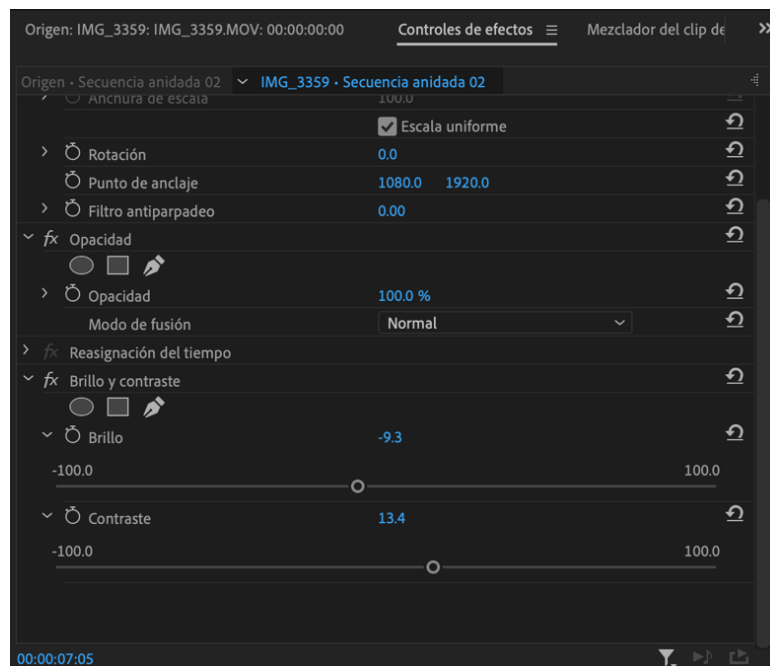 Origen: IMG_3359: IMG_3359.MOV: 00:00:00:00 Controles de efectos Mezclador del clip de
Origen · Secuencia anidada 02 IMG_3359 · Secuencia anidada 02
Anchura de escala 100.0
Escala uniforme
Rotación 0.0
Punto de anclaje 1080.0 1920.0
Filtro antiparpadeo 0.00
fx Opacidad
Opacidad 100.0 %
Modo de fusión Normal
fx Reasignación del tiempo
fx Brillo y contraste
Brillo -9.3
-100.0 100.0
Contraste 13.4
-100.0 100.0
00:00:07:05